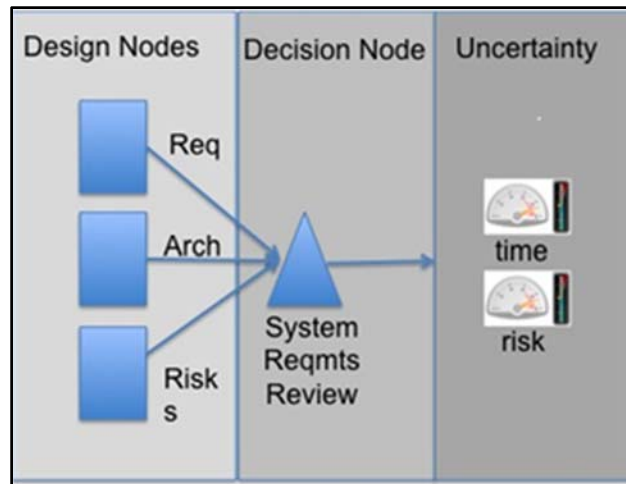 Design Nodes
Decision Node
Uncertainty
Req
Arch
Risk
s
System
Reqmts
Review
time
risk